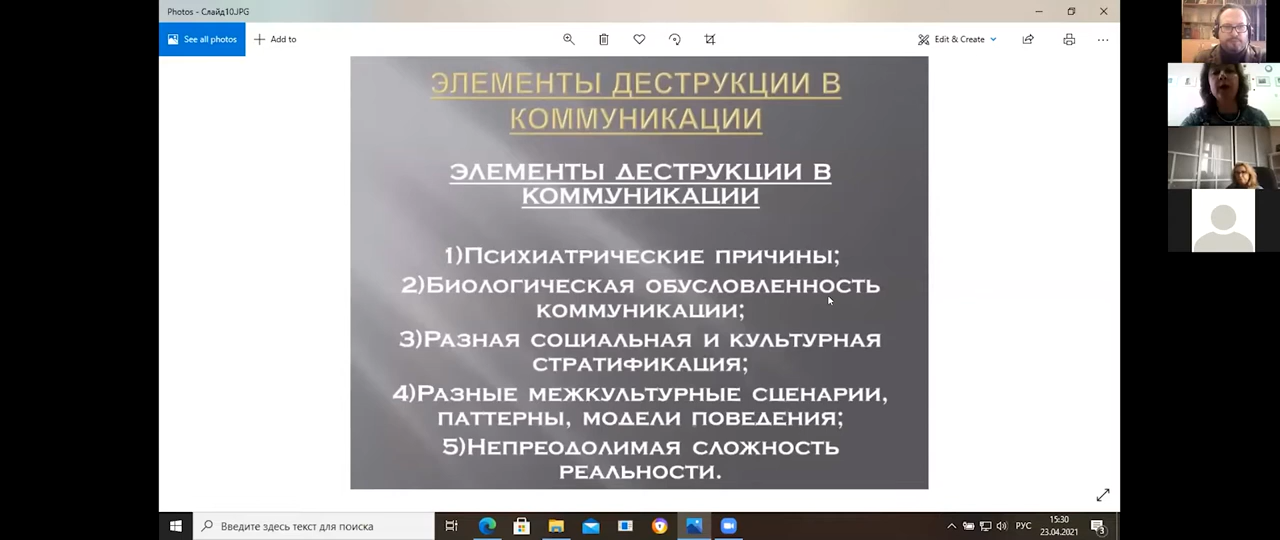 Photos - Слайд10.JPG
See all photos
Add to
Edit & Create
ЭЛЕМЕНТЫ ДЕСТРУКЦИИ В
КОММУНИКАЦИИ
ЭЛЕМЕНТЫ ДЕСТРУКЦИИ В
КОММУНИКАЦИИ
1)ПСИХИАТРИЧЕСКИЕ ПРИЧИНЫ;
2)БИОЛОГИЧЕСКАЯ ОБУСЛОВЛЕННОСТЬ
КОММУНИКАЦИИ;
3)РАЗНАЯ СОЦИАЛЬНАЯ И КУЛЬТУРНАЯ
СТРАТИФИКАЦИЯ;
4)РАЗНЫЕ МЕЖКУЛЬТУРНЫЕ СЦЕНАРИИ,
ПАТТЕРНЫ, МОДЕЛИ ПОВЕДЕНИЯ;
5)НЕПРЕОДОЛИМАЯ СЛОЖНОСТЬ
РЕАЛЬНОСТИ.
Введите здесь текст для поиска
РУС
15:30
23.04.2021
3